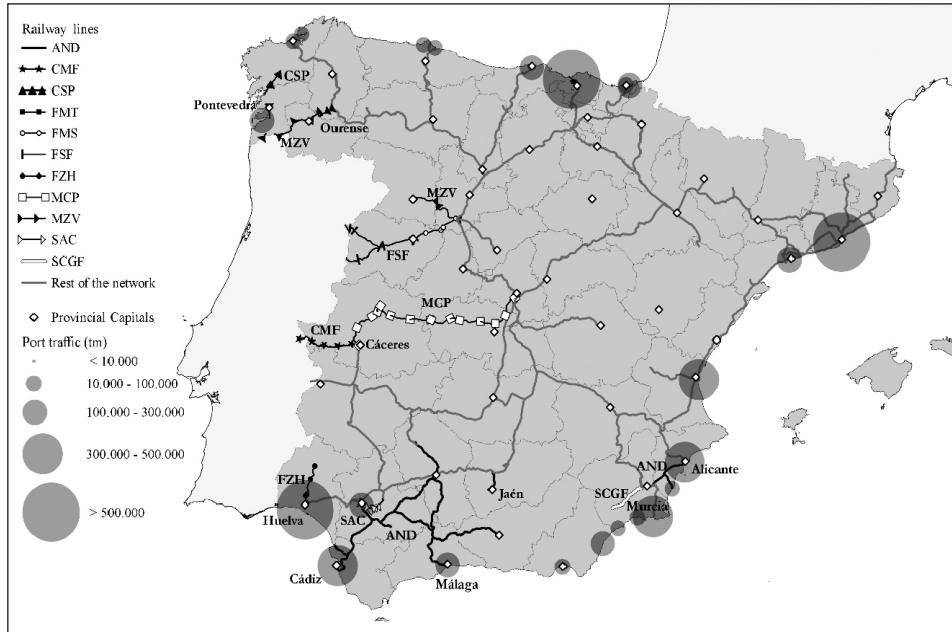 Railway lines
AND
CMF
CSP
FMT
FMS
FSF
FZH
MCP
MZV
SAC
SCGF
Rest of the network
Provincial Capitals
Port traffic (tm)
< 10.000
10.000 - 100.000
100.000 - 300.000
300.000 - 500.000
> 500.000
CSP
Pontevedra
Ourense
MZV
MZV
FSF
MCP
CMF
Cáceres
FZH
Huelva
SAC
AND
Jaén
Cádiz
Málaga
AND
Alicante
SCGF
Murcia